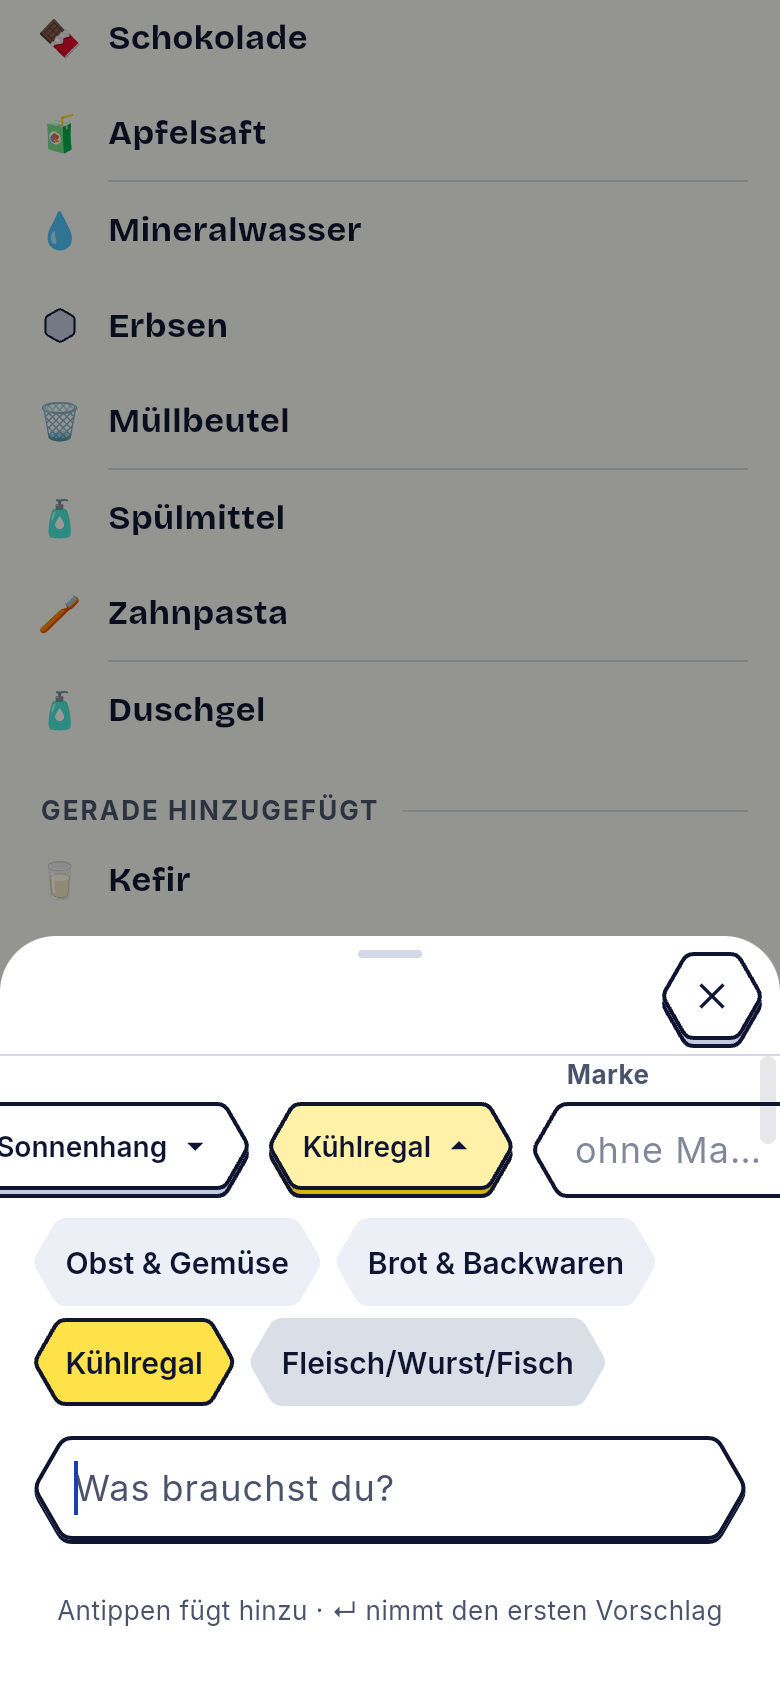 Schokolade
Apfelsaft
Mineralwasser
Erbsen
Müllbeutel
Spülmittel
Zahnpasta
Duschgel
GERADE HINZUGEFÜGT
Kefir
Marke
Sonnenhang Kühlregal ohne Ma...
Obst & Gemüse Brot & Backwaren
Kühlregal Fleisch/Wurst/Fisch
Was brauchst du?
Antippen fügt hinzu · ↵ nimmt den ersten Vorschlag